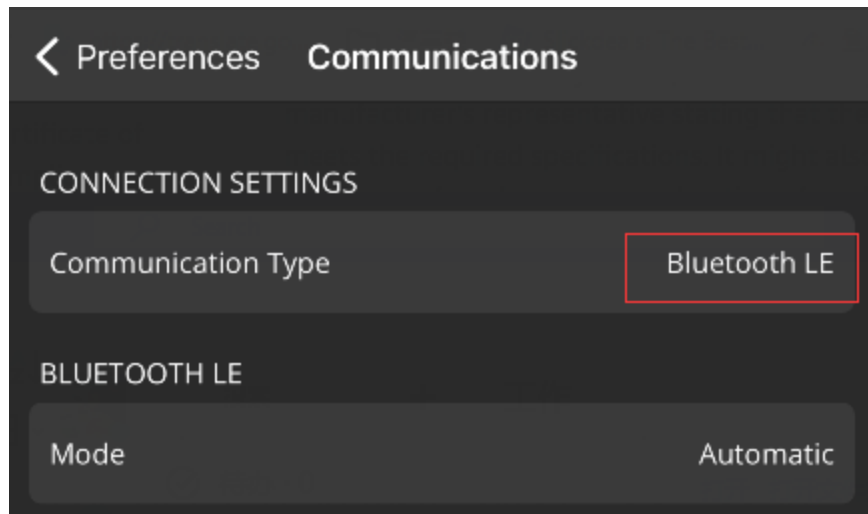 Preferences Communications
CONNECTION SETTINGS
Communication Type Bluetooth LE
BLUETOOTH LE
Mode Automatic